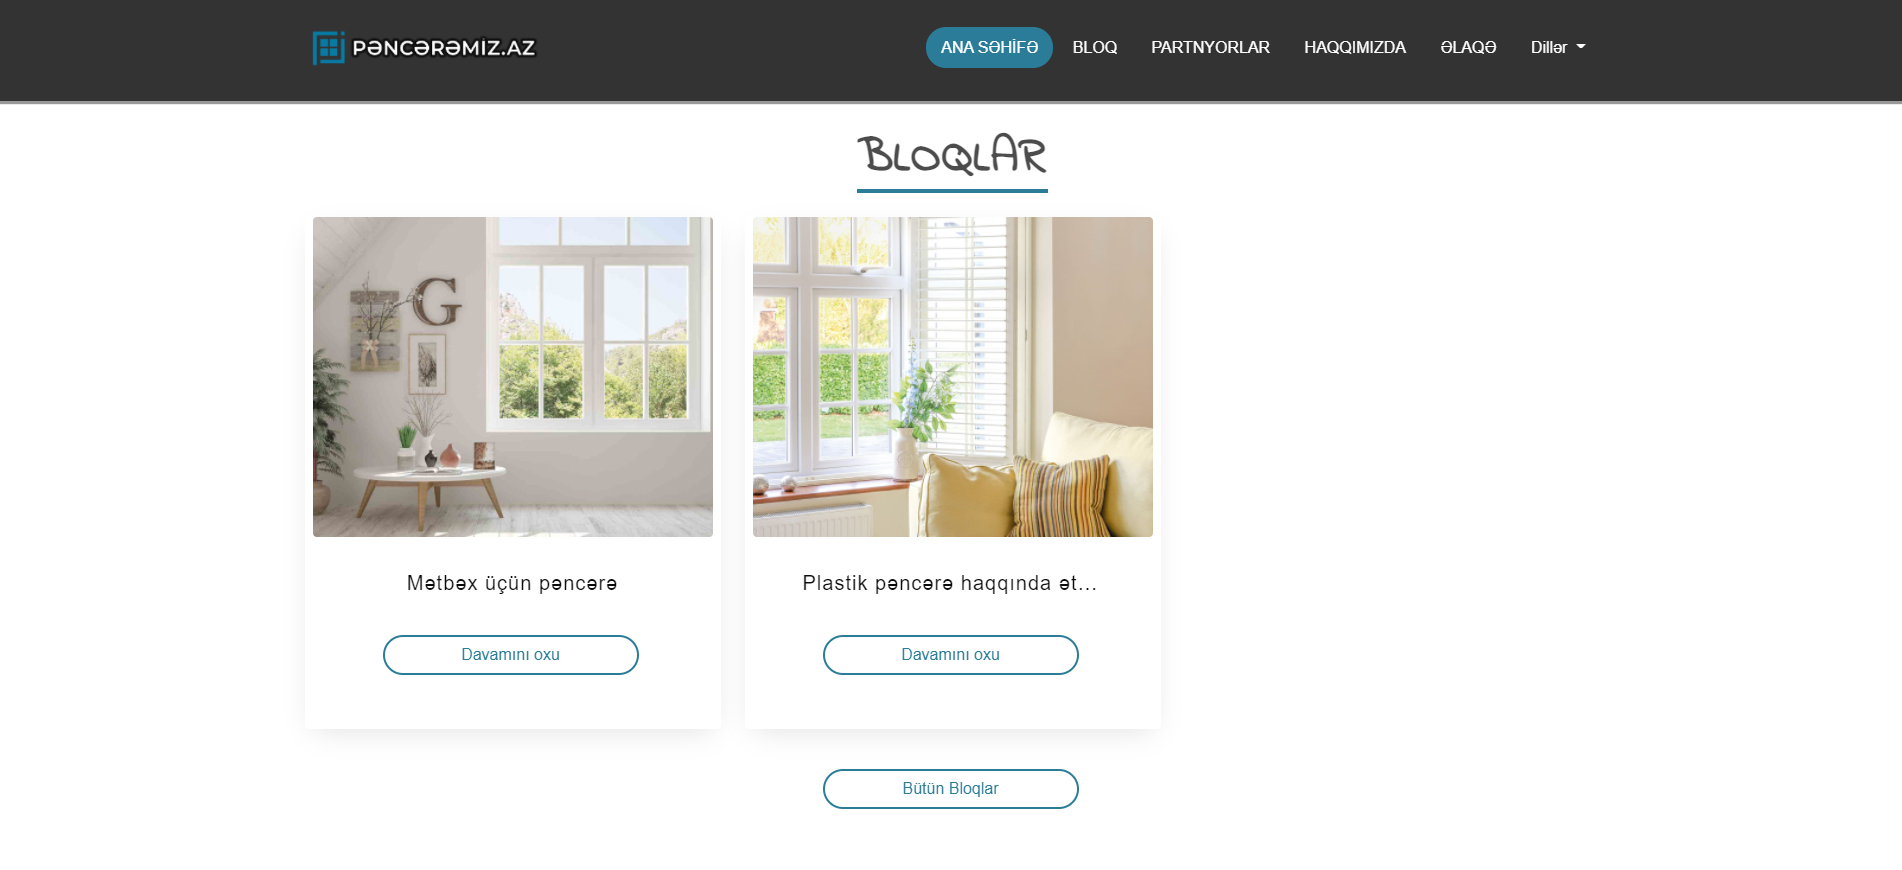 PƏNCƏRƏMİZ.AZ
ANA SƏHİFƏ BLOQ PARTNYORLAR HAQQIMIZDA ƏLAQƏ Dillər
BLOQLAR
G
Mətbəx üçün pəncərə
Davamını oxu
Plastik pəncərə haqqında ət...
Davamını oxu
Bütün Bloqlar